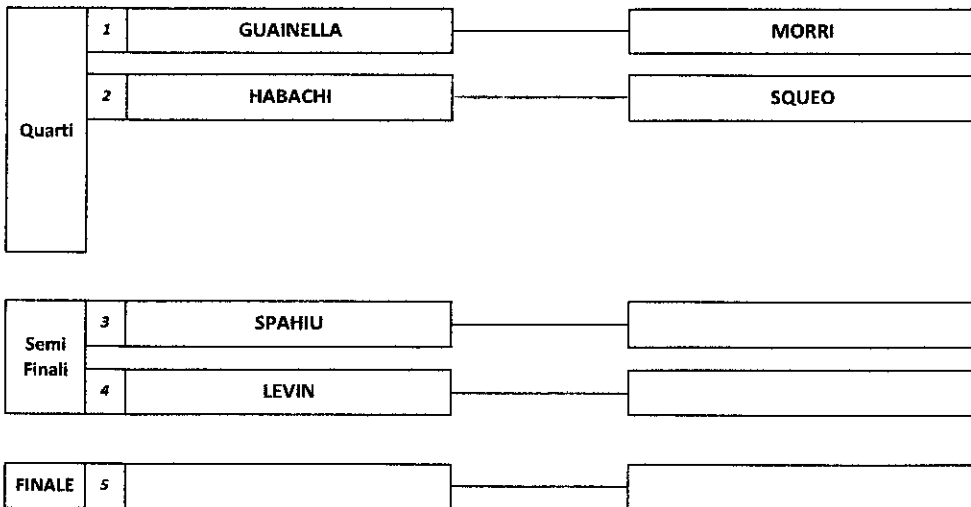 1 GUAINELLA MORRI
2 HABACHI SQUEO
Quarti
3 SPAHIU
Semi
Finali
4 LEVIN
FINALE 5